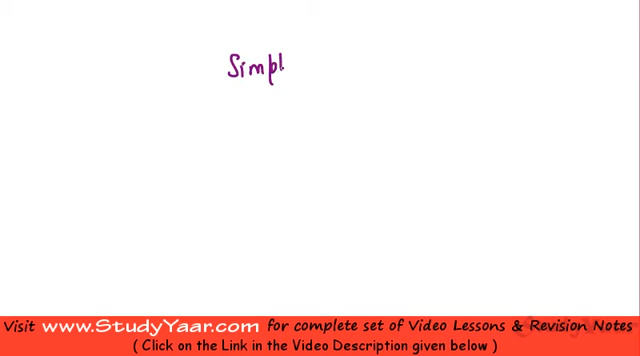 Simpl
Visit www.StudyYaar.com for complete set of Video Lessons & Revision Notes
( Click on the Link in the Video Description given below )